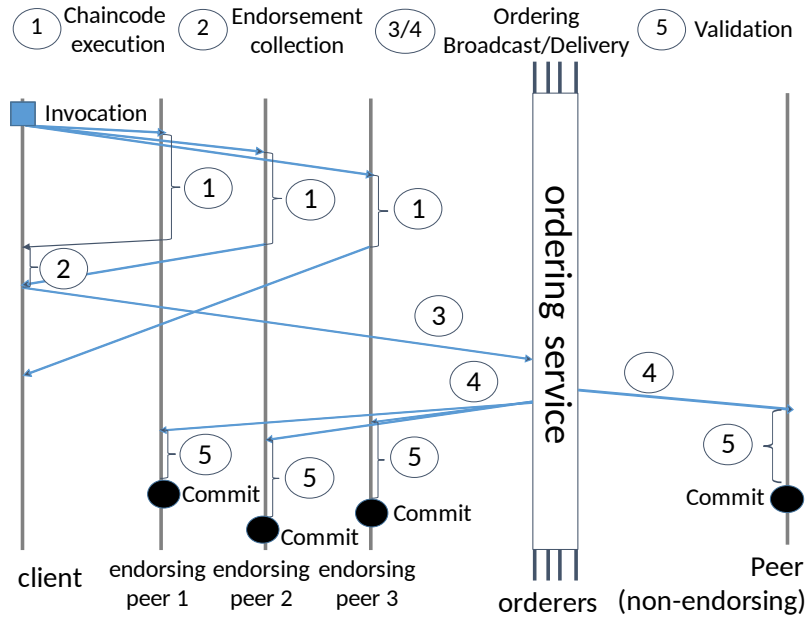 1 Chaincode execution
2 Endorsement collection
3/4 Ordering Broadcast/Delivery
5 Validation
Invocation
1
1
1
2
3
4
4
ordering service
5
5
5
5
Commit
Commit
Commit
Commit
client
endorsing peer 1
endorsing peer 2
endorsing peer 3
orderers
Peer (non-endorsing)